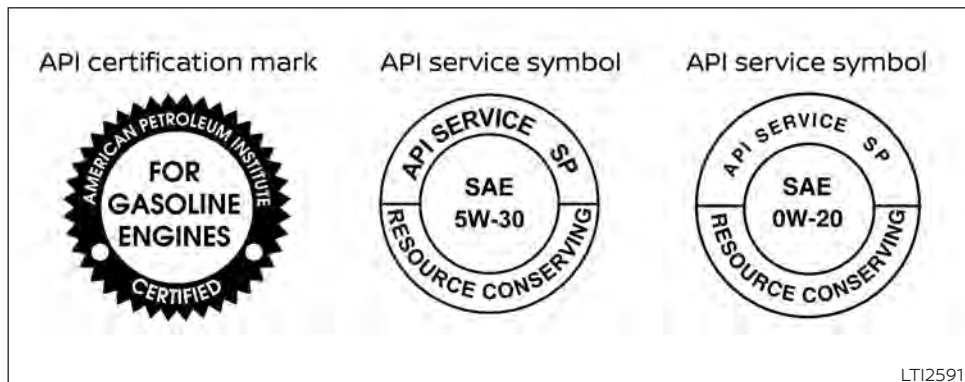 API certification mark
AMERICAN PETROLEUM INSTITUTE
FOR
GASOLINE
ENGINES
CERTIFIED
API service symbol
API SERVICE SP
SAE
5W-30
RESOURCE CONSERVING
API service symbol
API SERVICE SP
SAE
0W-20
RESOURCE CONSERVING
LTI2591